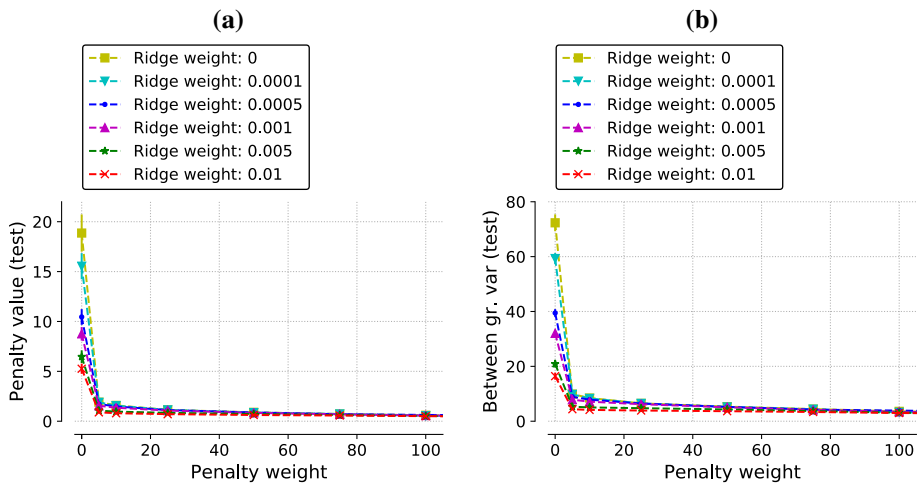 (a)
Ridge weight: 0
Ridge weight: 0.0001
Ridge weight: 0.0005
Ridge weight: 0.001
Ridge weight: 0.005
Ridge weight: 0.01
Penalty value (test)
20
15
10
5
0
0 20 40 60 80 100
Penalty weight
(b)
Ridge weight: 0
Ridge weight: 0.0001
Ridge weight: 0.0005
Ridge weight: 0.001
Ridge weight: 0.005
Ridge weight: 0.01
Between gr. var (test)
80
60
40
20
0
0 20 40 60 80 100
Penalty weight